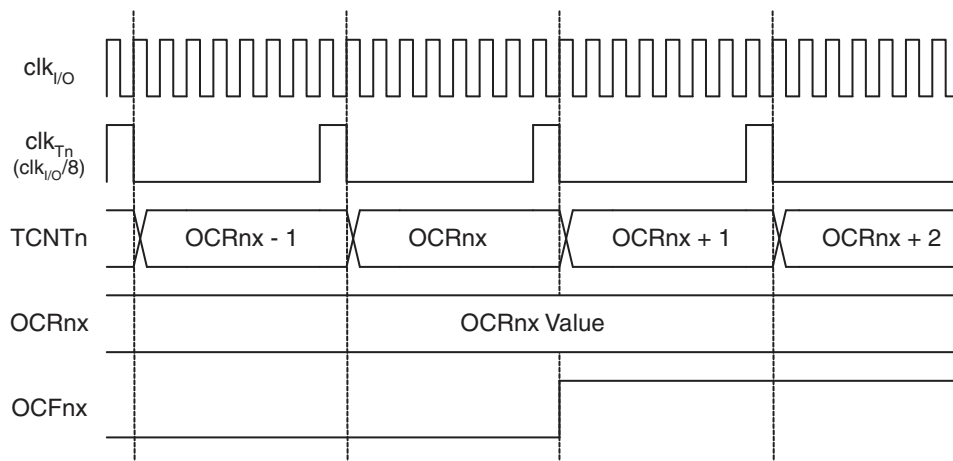 clkI/O
clkTn
(clkI/O/8)
TCNTn OCRnx - 1 OCRnx OCRnx + 1 OCRnx + 2
OCRnx OCRnx Value
OCFnx